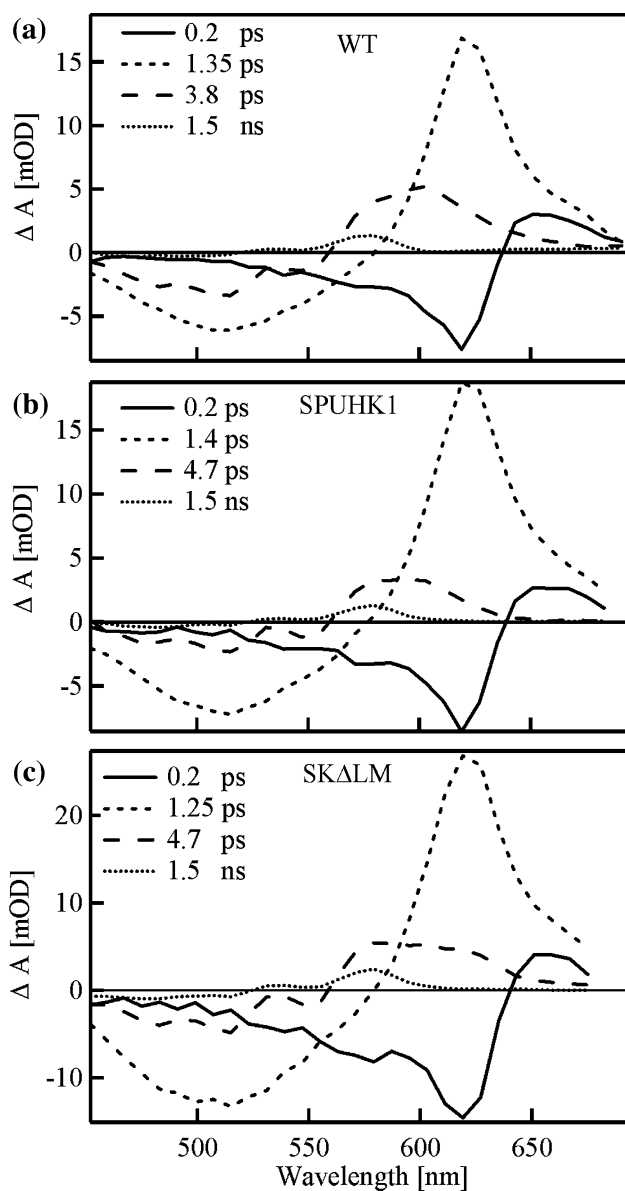 (a)
WT
0.2 ps
1.35 ps
3.8 ps
1.5 ns
15
10
5
0
-5
Δ A [mOD]
(b)
SPUHK1
0.2 ps
1.4 ps
4.7 ps
1.5 ns
15
10
5
0
-5
Δ A [mOD]
(c)
SKΔLM
0.2 ps
1.25 ps
4.7 ps
1.5 ns
20
10
0
-10
Δ A [mOD]
500 550 600 650
Wavelength [nm]